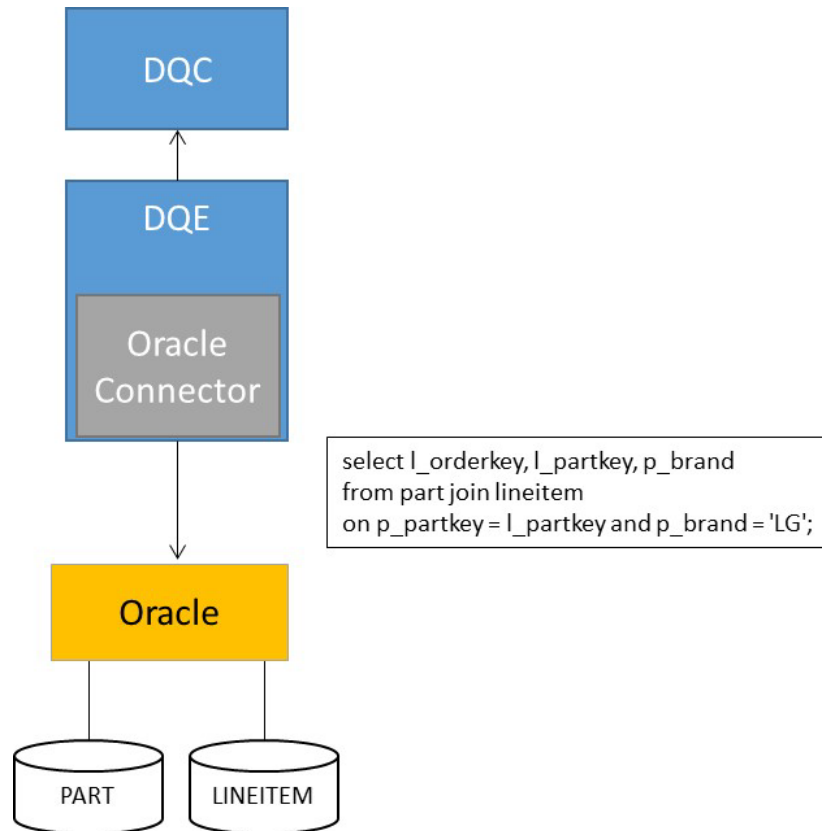 DQC
DQE
Oracle
Connector
select l_orderkey, l_partkey, p_brand
from part join lineitem
on p_partkey = l_partkey and p_brand = 'LG';
Oracle
PART
LINEITEM